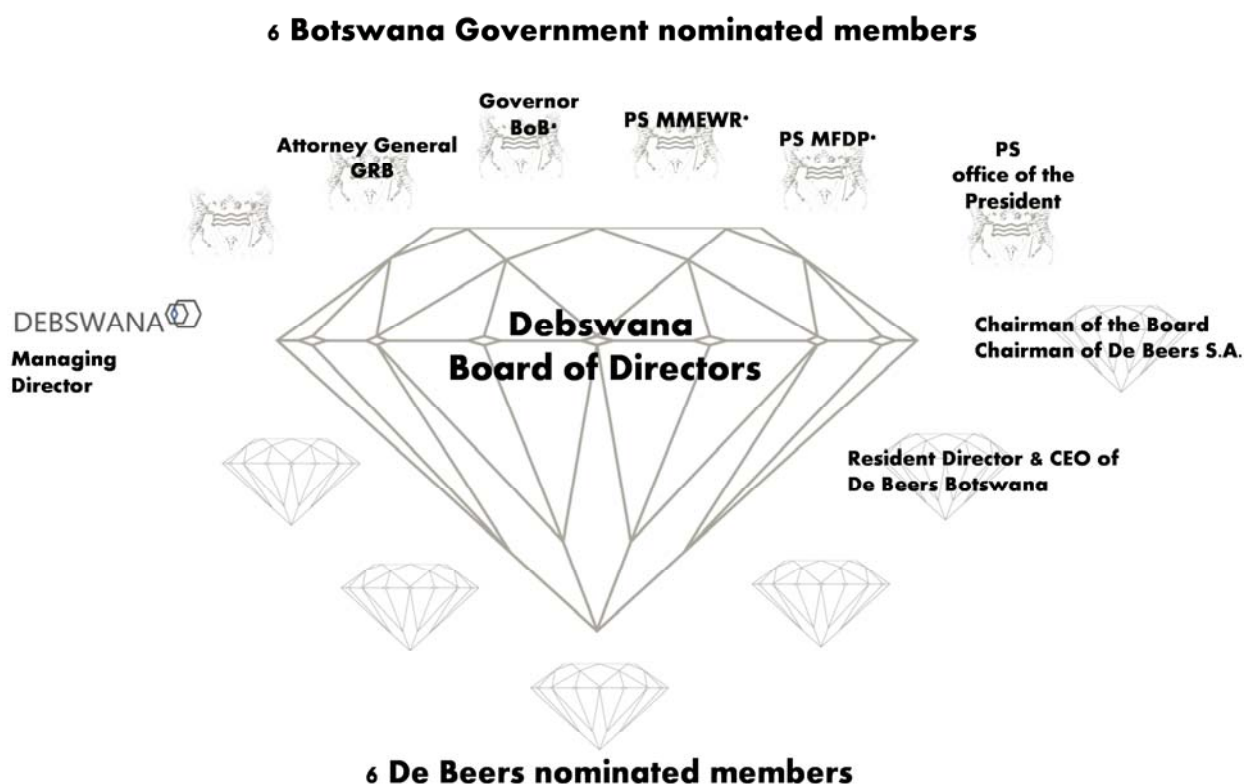 6 Botswana Government nominated members
Governor
BoB*
PS MMEWR*
PS MFDP*
Attorney General
GRB
PS
office of the
President
DEBSWANA
Managing
Director
Debswana
Board of Directors
Chairman of the Board
Chairman of De Beers S.A.
Resident Director & CEO of
De Beers Botswana
6 De Beers nominated members